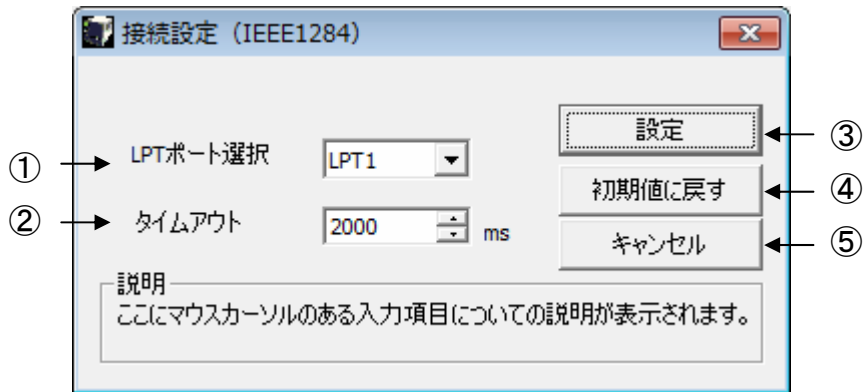 接続設定（IEEE1284）
① LPTポート選択 LPT1 設定 ③
初期値に戻す ④
② タイムアウト 2000 ms
キャンセル ⑤
説明
ここにマウスカーソルのある入力項目についての説明が表示されます。